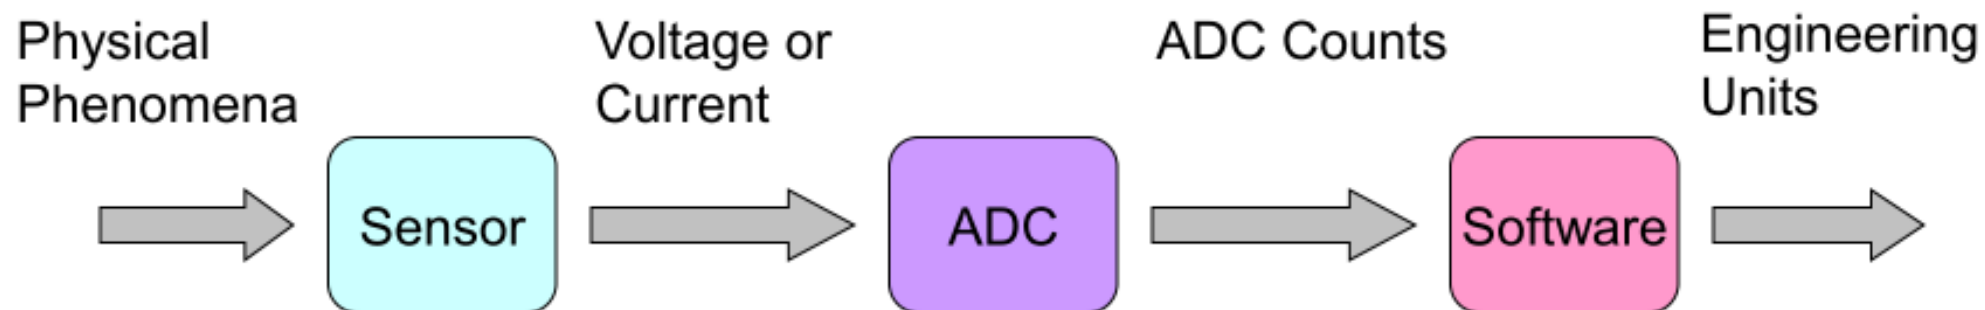 Physical
Phenomena
Voltage or
Current
ADC Counts
Engineering
Units
Sensor
ADC
Software